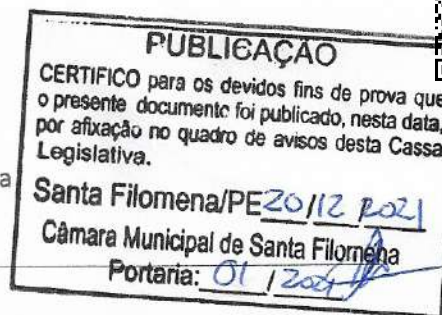 PUBLICAÇÃO
CERTIFICO para os devidos fins de prova que
o presente documento foi publicado, nesta data,
por afixação no quadro de avisos desta Cassa
Legislativa.
a
Santa Filomena/PE 20/12/2021
Câmara Municipal de Santa Filomena
Portaria: 01 / 2021